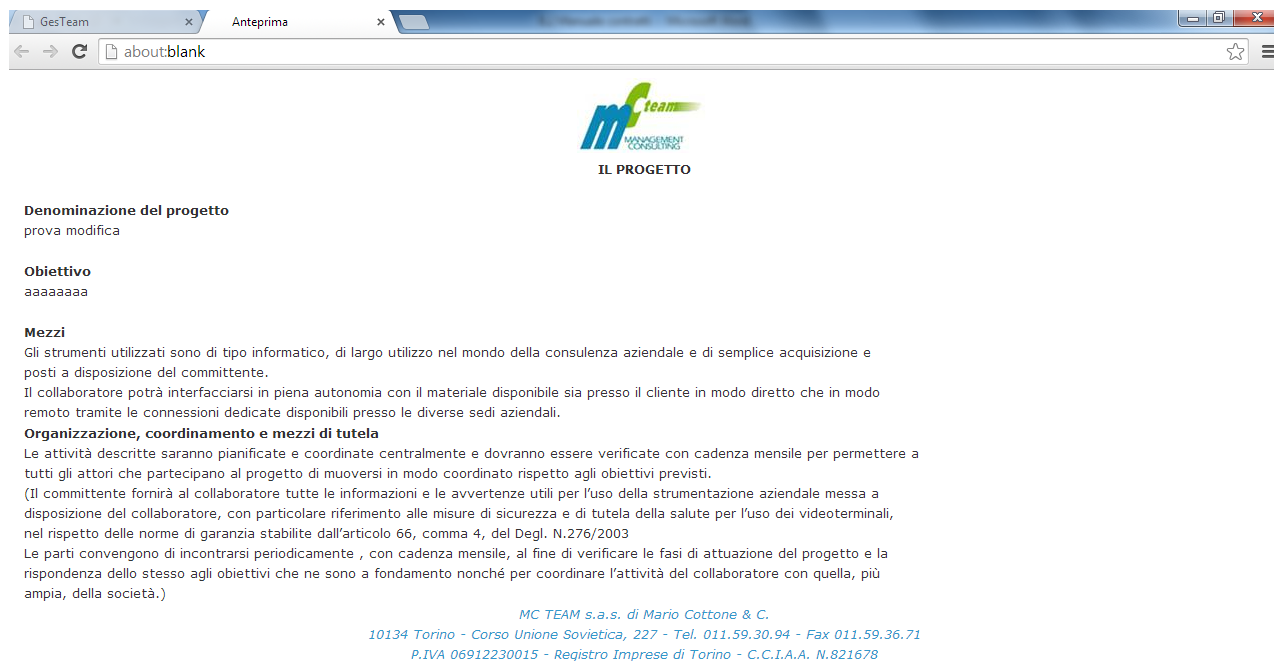 GesTeam
Anteprima
about:blank
mc team
MANAGEMENT
CONSULTING
IL PROGETTO
Denominazione del progetto
prova modifica
Obiettivo
aaaaaaaa
Mezzi
Gli strumenti utilizzati sono di tipo informatico, di largo utilizzo nel mondo della consulenza aziendale e di semplice acquisizione e
posti a disposizione del committente.
Il collaboratore potrà interfacciarsi in piena autonomia con il materiale disponibile sia presso il cliente in modo diretto che in modo
remoto tramite le connessioni dedicate disponibili presso le diverse sedi aziendali.
Organizzazione, coordinamento e mezzi di tutela
Le attività descritte saranno pianificate e coordinate centralmente e dovranno essere verificate con cadenza mensile per permettere a
tutti gli attori che partecipano al progetto di muoversi in modo coordinato rispetto agli obiettivi previsti.
(Il committente fornirà al collaboratore tutte le informazioni e le avvertenze utili per l’uso della strumentazione aziendale messa a
disposizione del collaboratore, con particolare riferimento alle misure di sicurezza e di tutela della salute per l’uso dei videoterminali,
nel rispetto delle norme di garanzia stabilite dall’articolo 66, comma 4, del Degl. N.276/2003
Le parti convengono di incontrarsi periodicamente , con cadenza mensile, al fine di verificare le fasi di attuazione del progetto e la
rispondenza dello stesso agli obiettivi che ne sono a fondamento nonché per coordinare l’attività del collaboratore con quella, più
ampia, della società.)
MC TEAM s.a.s. di Mario Cottone & C.
10134 Torino - Corso Unione Sovietica, 227 - Tel. 011.59.30.94 - Fax 011.59.36.71
P.IVA 06912230015 - Registro Imprese di Torino - C.C.I.A.A. N.821678